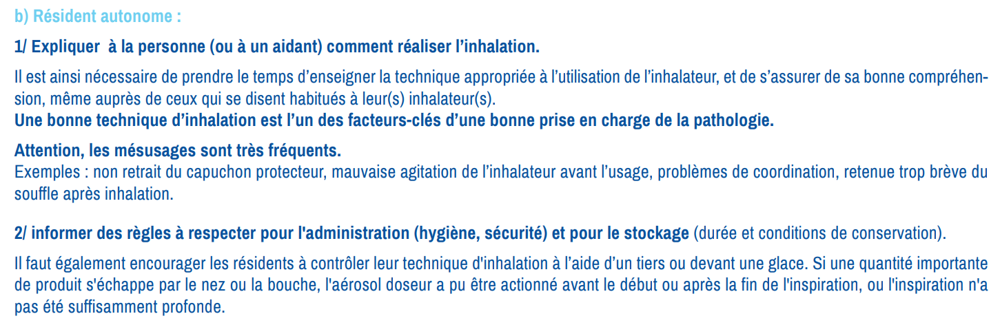 b) Résident autonome :
1/ Expliquer  à la personne (ou à un aidant) comment réaliser l’inhalation.
Il est ainsi nécessaire de prendre le temps d’enseigner la technique appropriée à l’utilisation de l’inhalateur, et de s’assurer de sa bonne compréhen-
sion, même auprès de ceux qui se disent habitués à leur(s) inhalateur(s).
Une bonne technique d’inhalation est l’un des facteurs-clés d’une bonne prise en charge de la pathologie.
Attention, les mésusages sont très fréquents.
Exemples : non retrait du capuchon protecteur, mauvaise agitation de l’inhalateur avant l’usage, problèmes de coordination, retenue trop brève du
souffle après inhalation.
2/ informer des règles à respecter pour l'administration (hygiène, sécurité) et pour le stockage (durée et conditions de conservation).
Il faut également encourager les résidents à contrôler leur technique d'inhalation à l’aide d’un tiers ou devant une glace. Si une quantité importante
de produit s'échappe par le nez ou la bouche, l'aérosol doseur a pu être actionné avant le début ou après la fin de l'inspiration, ou l'inspiration n'a
pas été suffisamment profonde.